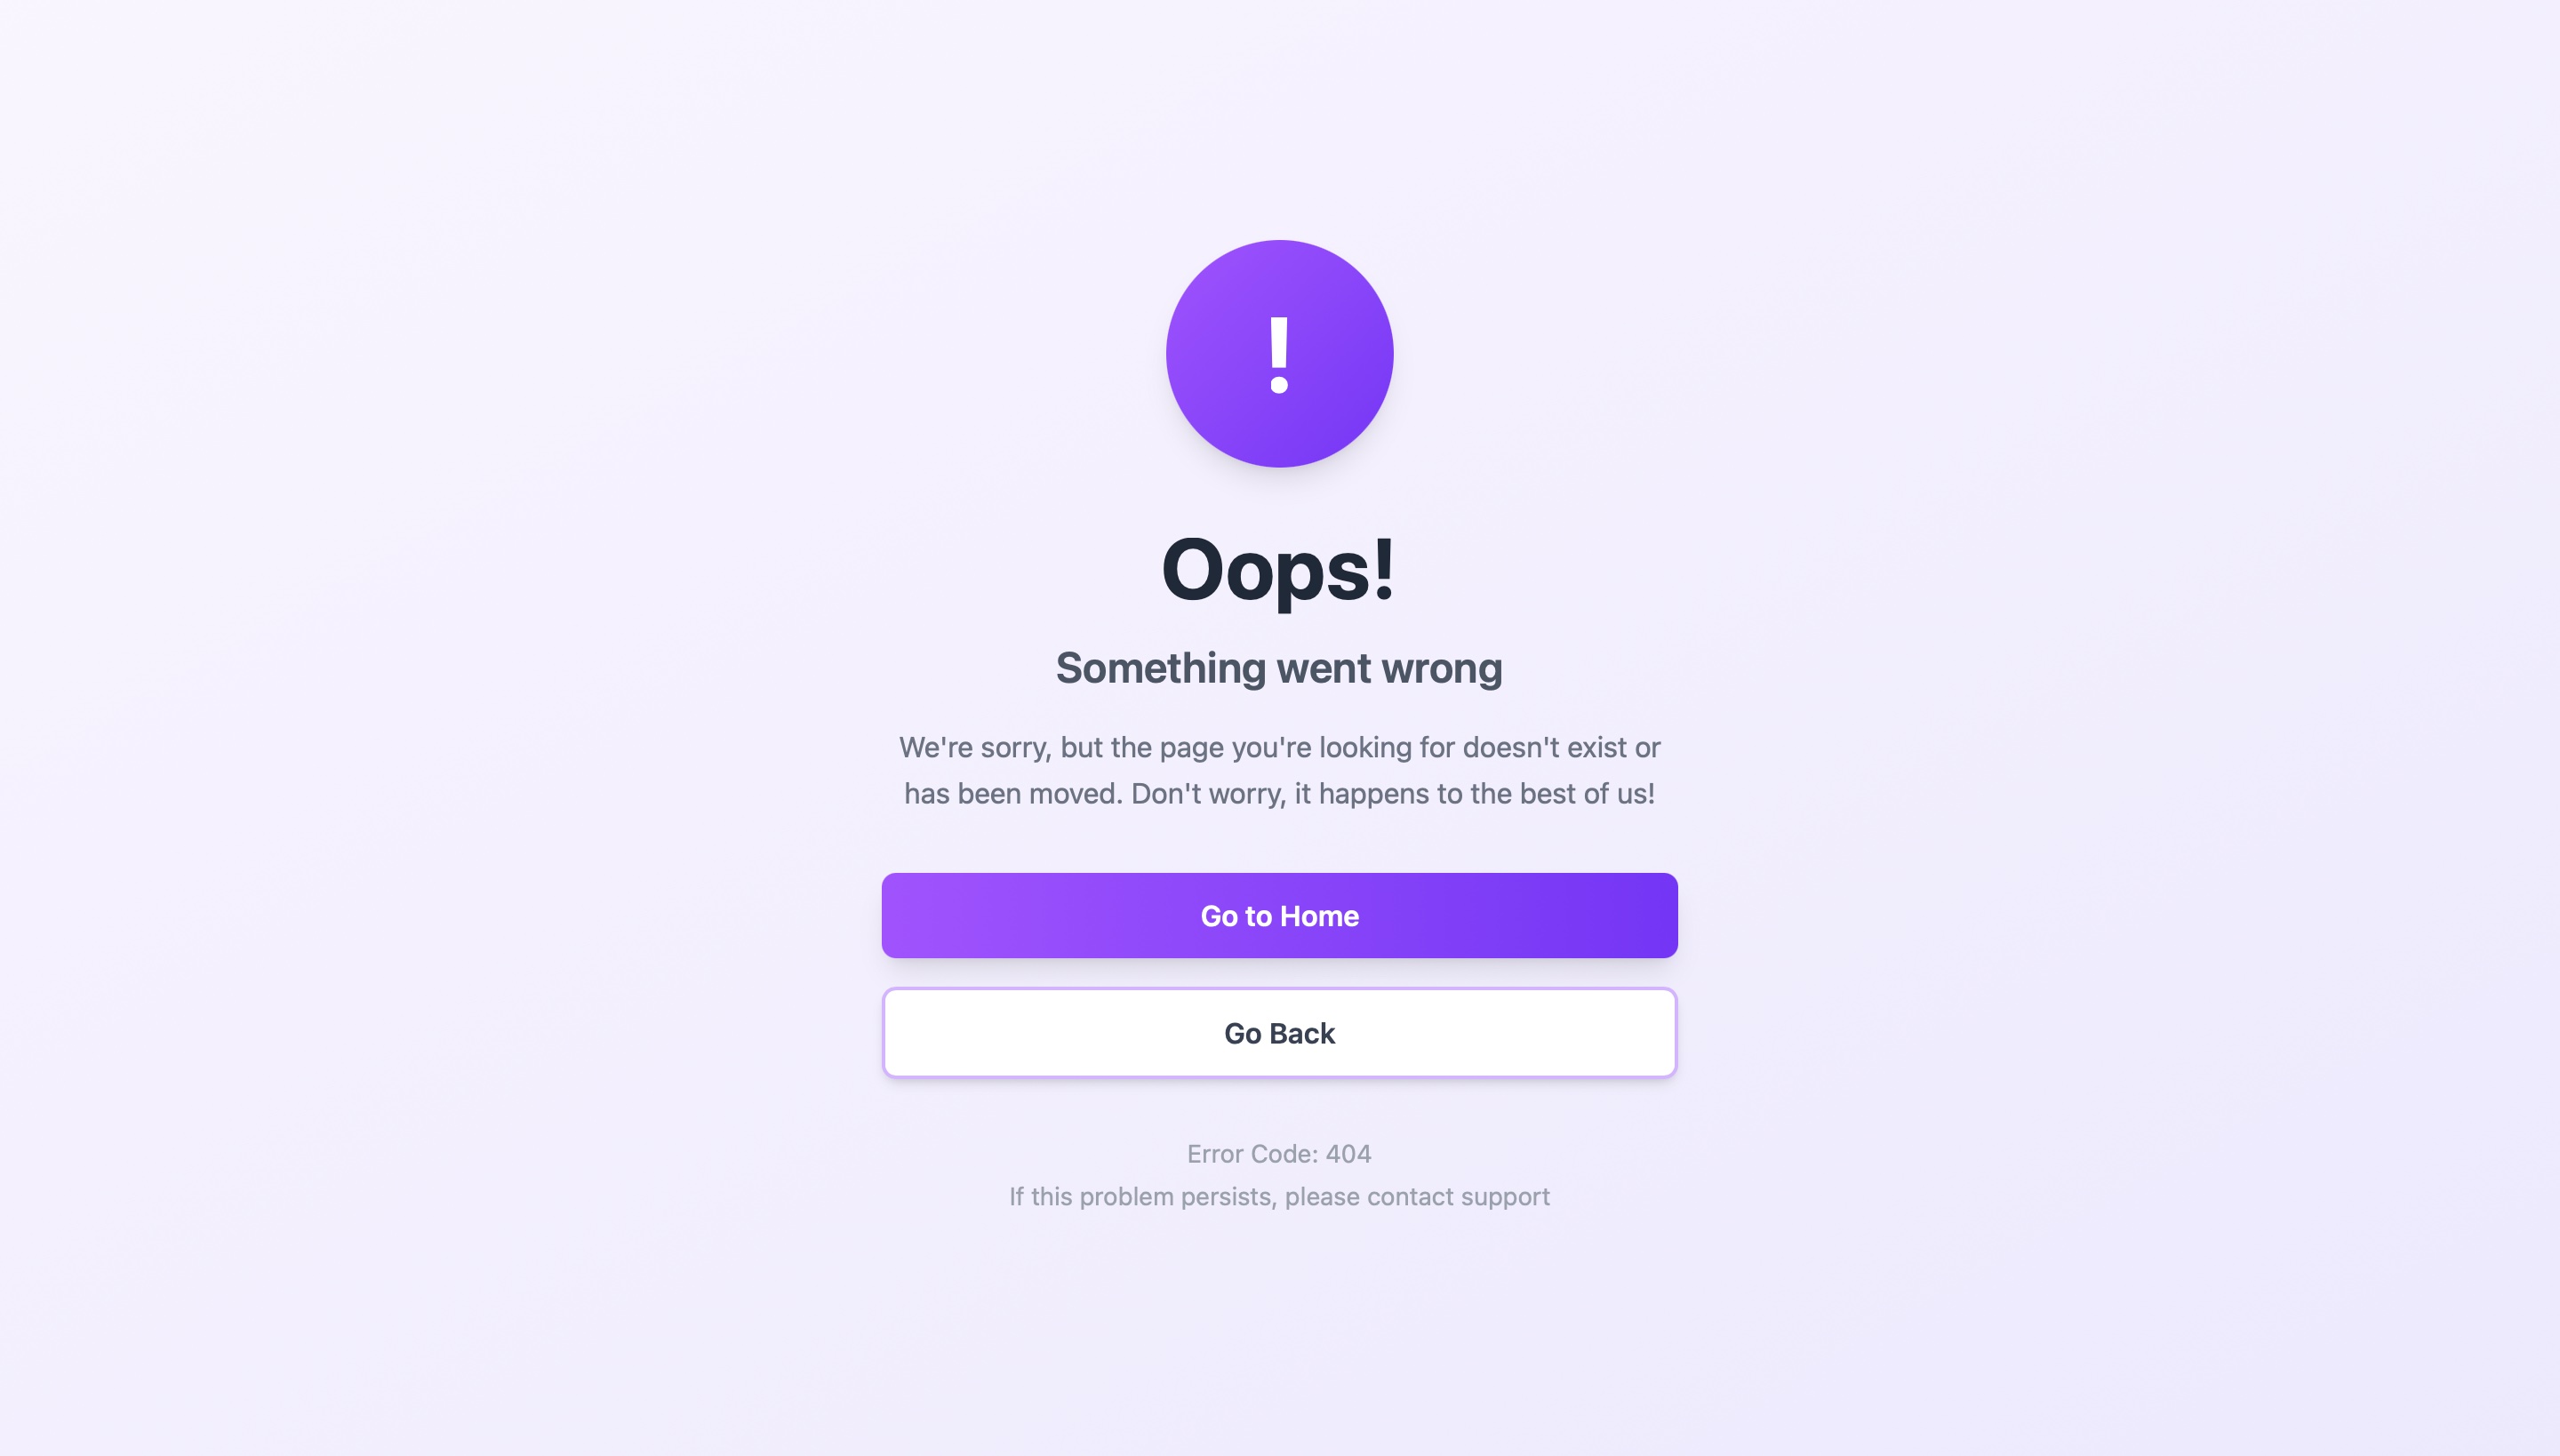 !
Oops!
Something went wrong
We're sorry, but the page you're looking for doesn't exist or
has been moved. Don't worry, it happens to the best of us!
Go to Home
Go Back
Error Code: 404
If this problem persists, please contact support